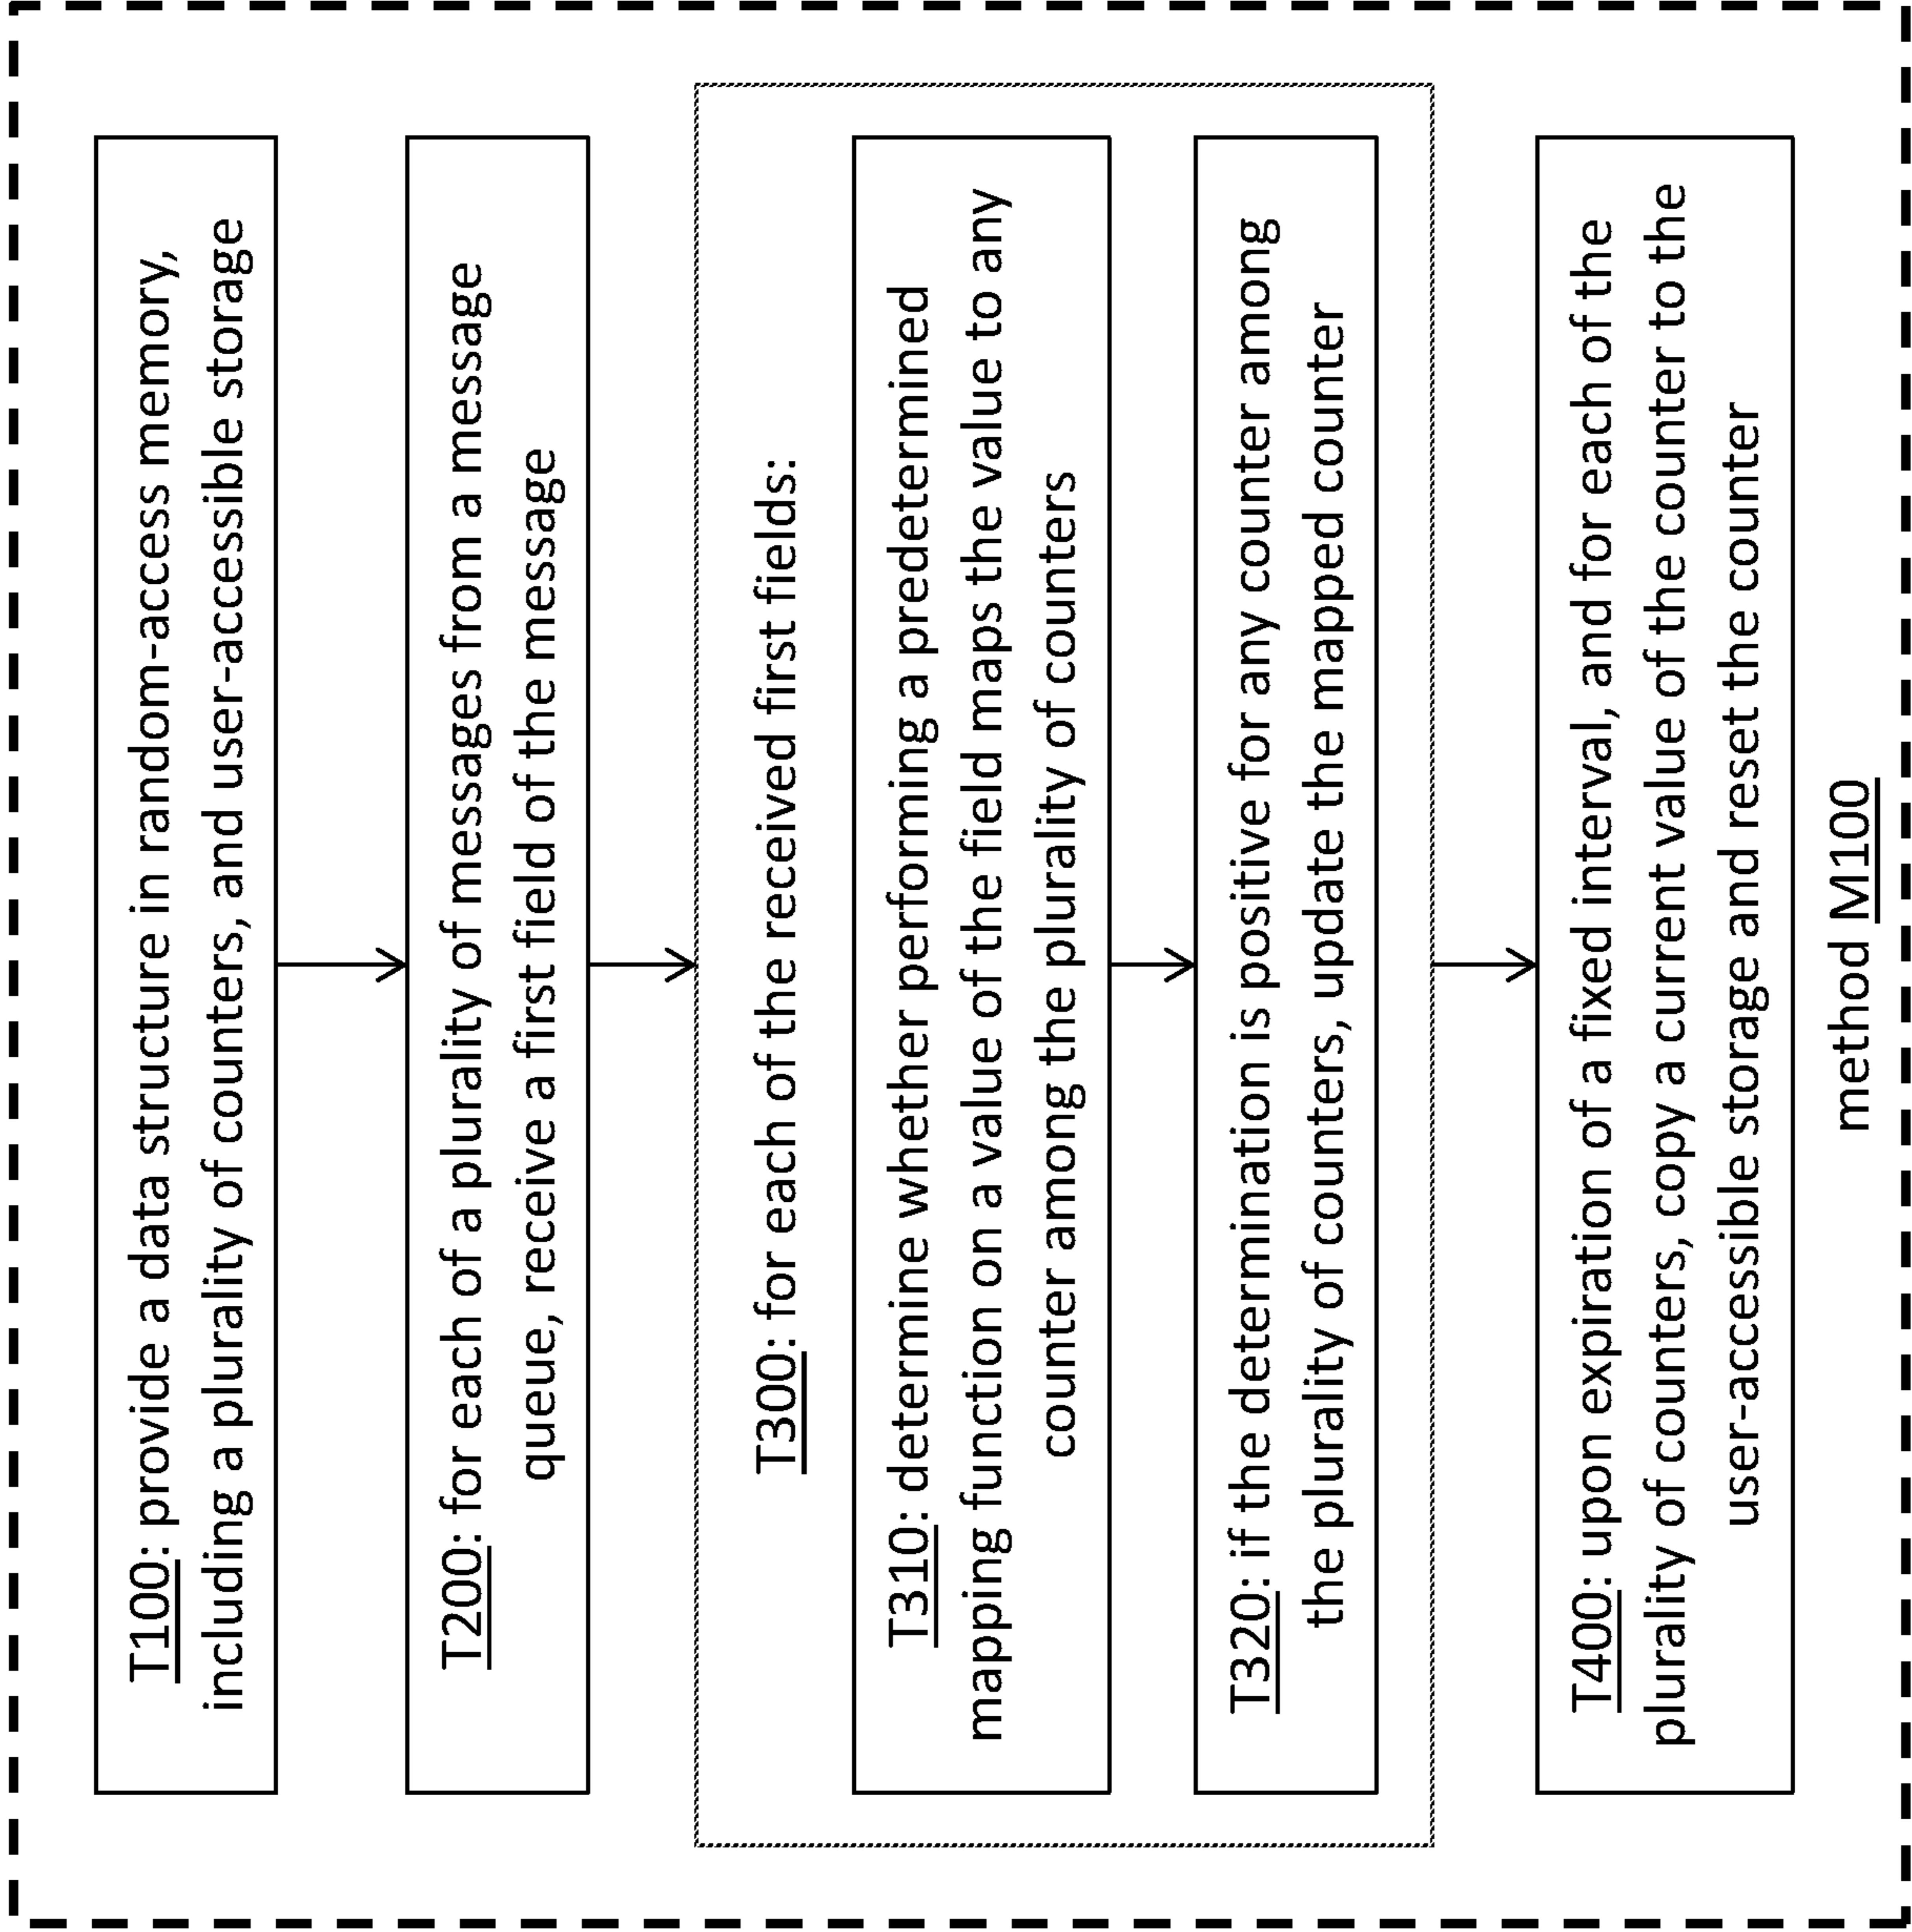 T100: provide a data structure in random-access memory,
including a plurality of counters, and user-accessible storage
T200: for each of a plurality of messages from a message
queue, receive a first field of the message
T300: for each of the received first fields:
T310: determine whether performing a predetermined
mapping function on a value of the field maps the value to any
counter among the plurality of counters
T320: if the determination is positive for any counter among
the plurality of counters, update the mapped counter
T400: upon expiration of a fixed interval, and for each of the
plurality of counters, copy a current value of the counter to the
user-accessible storage and reset the counter
method M100